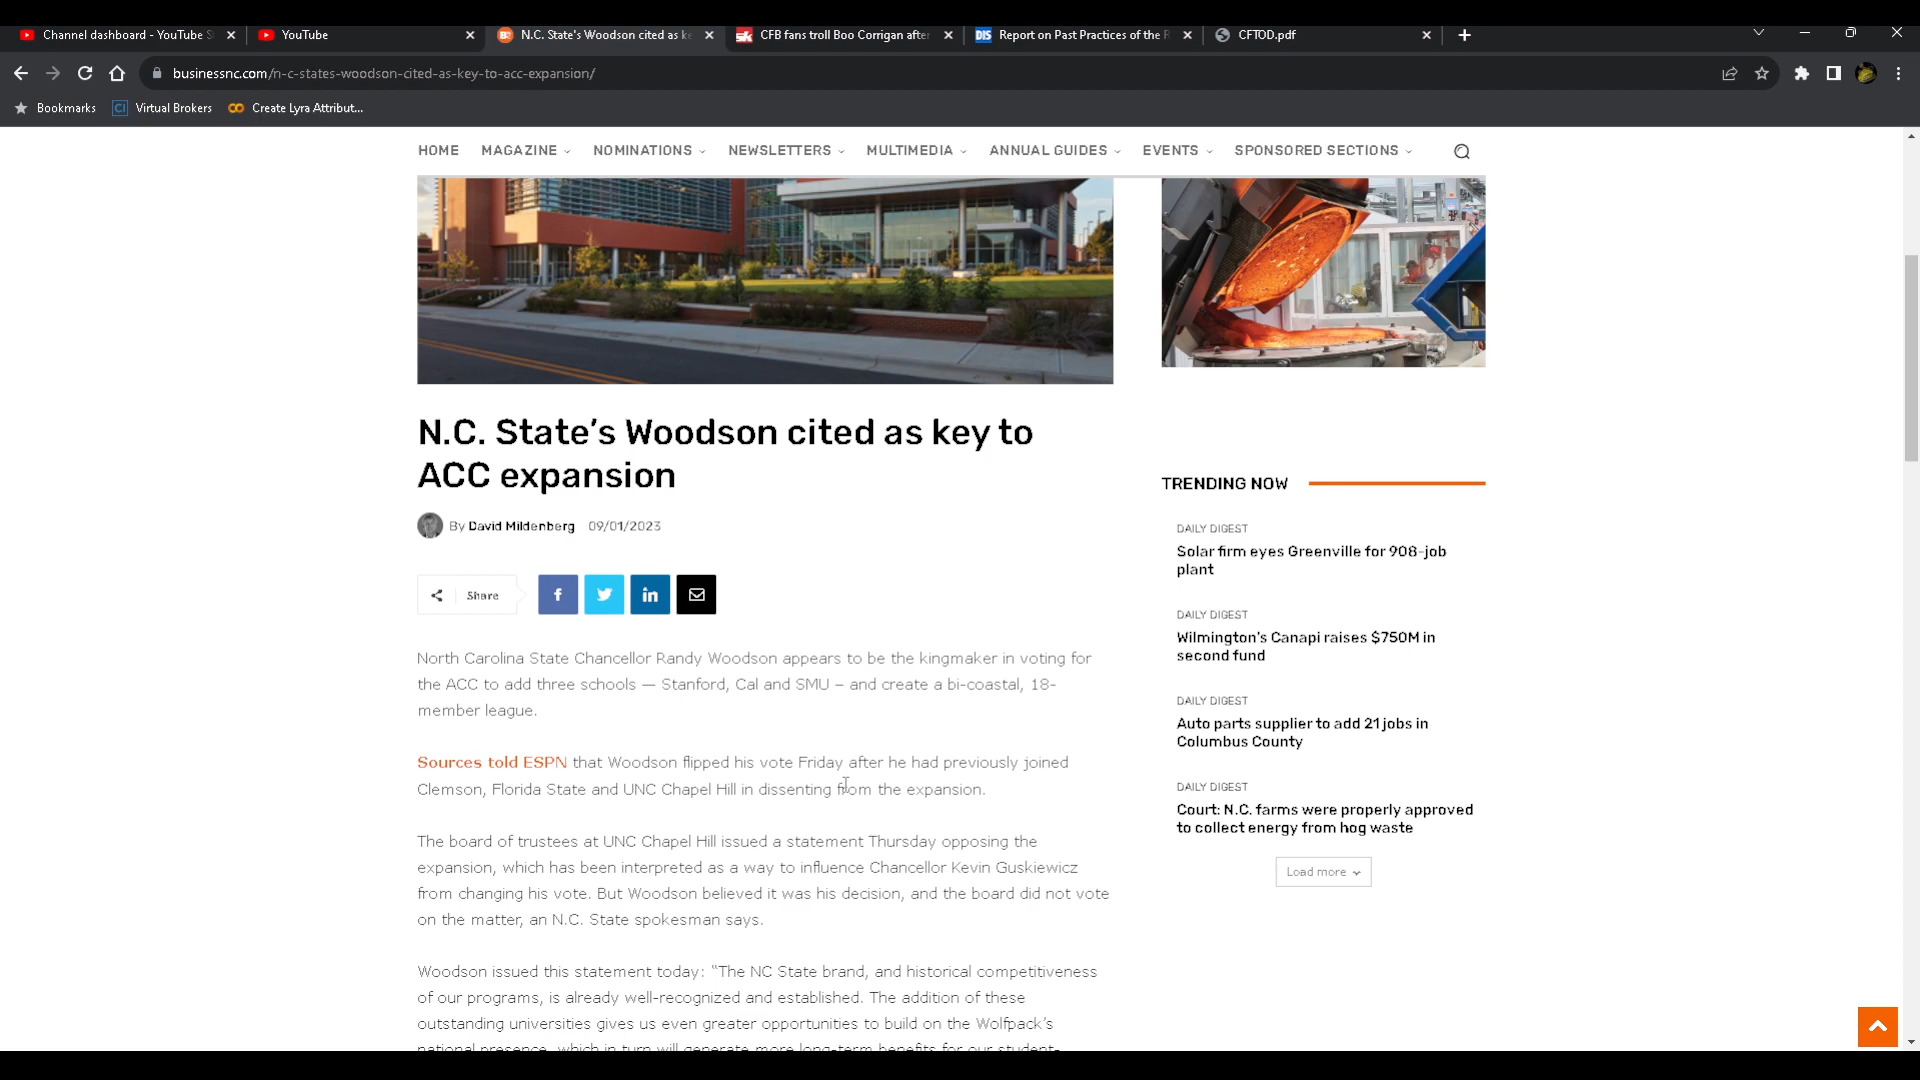 Channel dashboard - YouTube S
YouTube
N.C. State's Woodson cited as ke
CFB fans troll Boo Corrigan after
DIS Report on Past Practices of the R
CFTOD.pdf
businessnc.com/n-c-states-woodson-cited-as-key-to-acc-expansion/
Bookmarks
CI Virtual Brokers
Create Lyra Attribut...
HOME MAGAZINE NOMINATIONS NEWSLETTERS MULTIMEDIA ANNUAL GUIDES EVENTS SPONSORED SECTIONS
N.C. State’s Woodson cited as key to
ACC expansion
By David Mildenberg 09/01/2023
Share
North Carolina State Chancellor Randy Woodson appears to be the kingmaker in voting for
the ACC to add three schools — Stanford, Cal and SMU – and create a bi-coastal, 18-
member league.
Sources told ESPN that Woodson flipped his vote Friday after he had previously joined
Clemson, Florida State and UNC Chapel Hill in dissenting from the expansion.
The board of trustees at UNC Chapel Hill issued a statement Thursday opposing the
expansion, which has been interpreted as a way to influence Chancellor Kevin Guskiewicz
from changing his vote. But Woodson believed it was his decision, and the board did not vote
on the matter, an N.C. State spokesman says.
Woodson issued this statement today: “The NC State brand, and historical competitiveness
of our programs, is already well-recognized and established. The addition of these
outstanding universities gives us even greater opportunities to build on the Wolfpack’s
national presence, which in turn will generate more long-term benefits for our student-
TRENDING NOW
DAILY DIGEST
Solar firm eyes Greenville for 908-job
plant
DAILY DIGEST
Wilmington’s Canapi raises $750M in
second fund
DAILY DIGEST
Auto parts supplier to add 21 jobs in
Columbus County
DAILY DIGEST
Court: N.C. farms were properly approved
to collect energy from hog waste
Load more